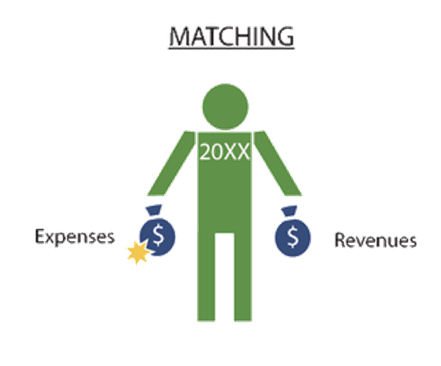 MATCHING
20XX
Expenses
$
$
Revenues